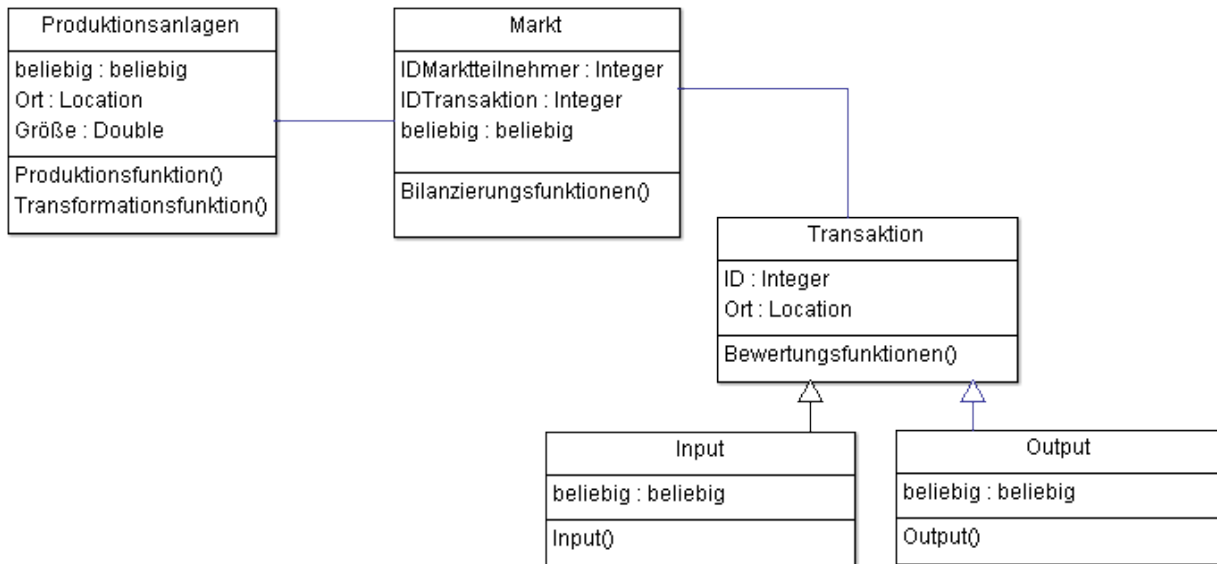 Produktionsanlagen
beliebig : beliebig
Ort : Location
Größe : Double
Produktionsfunktion()
Transformationsfunktion()
Markt
IDMarktteilnehmer : Integer
IDTransaktion : Integer
beliebig : beliebig
Bilanzierungsfunktionen()
Transaktion
ID : Integer
Ort : Location
Bewertungsfunktionen()
Input
beliebig : beliebig
Input()
Output
beliebig : beliebig
Output()